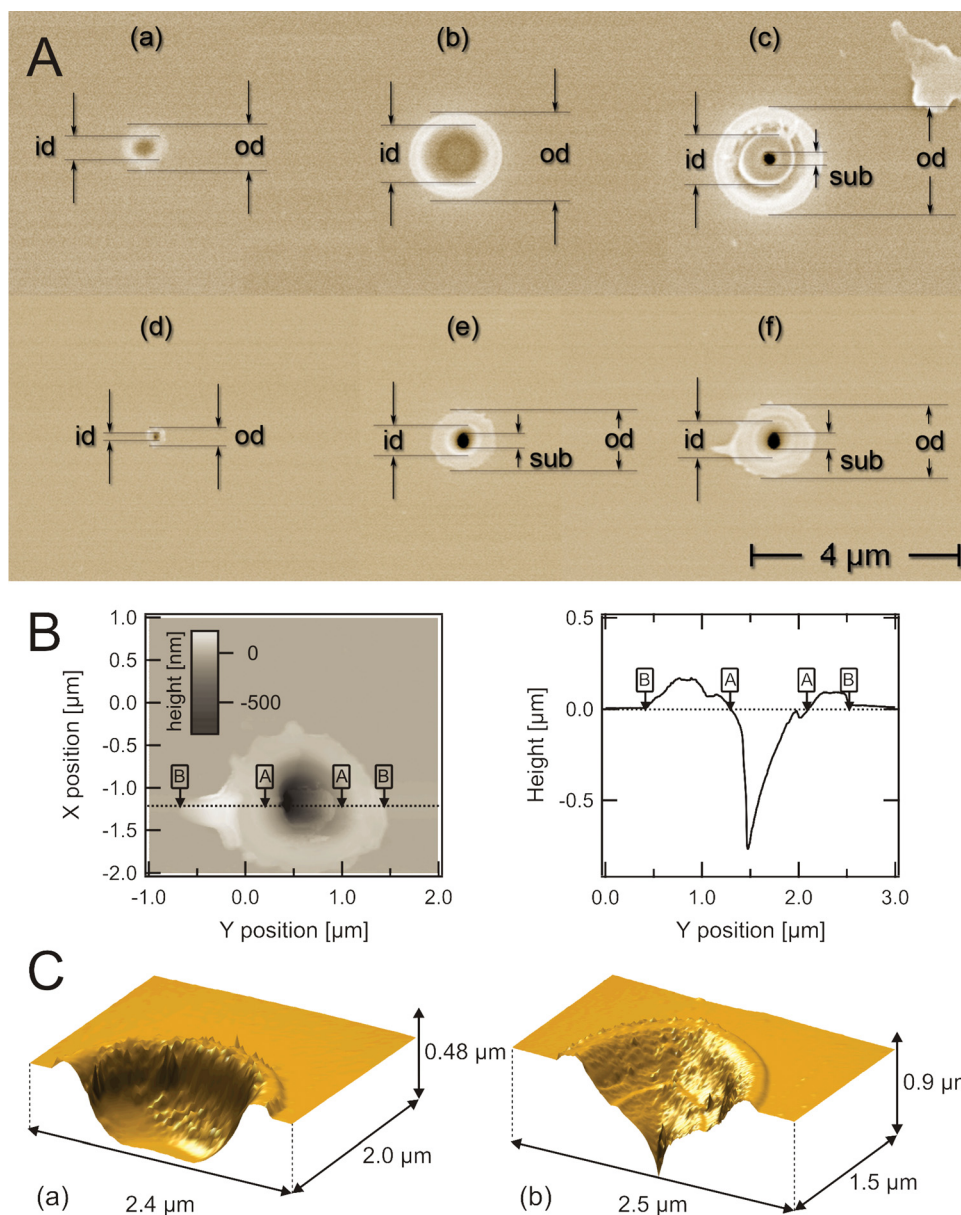 A
(a)
(b)
(c)
id
od
id
od
id
sub
od
(d)
(e)
(f)
id
od
id
sub
od
id
sub
od
4 µm
B
X position [µm]
1.0
0.5
0.0
-0.5
-1.0
-1.5
-2.0
height [nm]
0
-500
B
A
A
B
-1.0
0.0
1.0
2.0
Y position [µm]
Height [µm]
0.5
0.0
-0.5
B
A
A
B
0.0
1.0
2.0
3.0
Y position [µm]
C
0.48 µm
2.0 µm
2.4 µm
(a)
0.9 µ
1.5 µm
2.5 µm
(b)